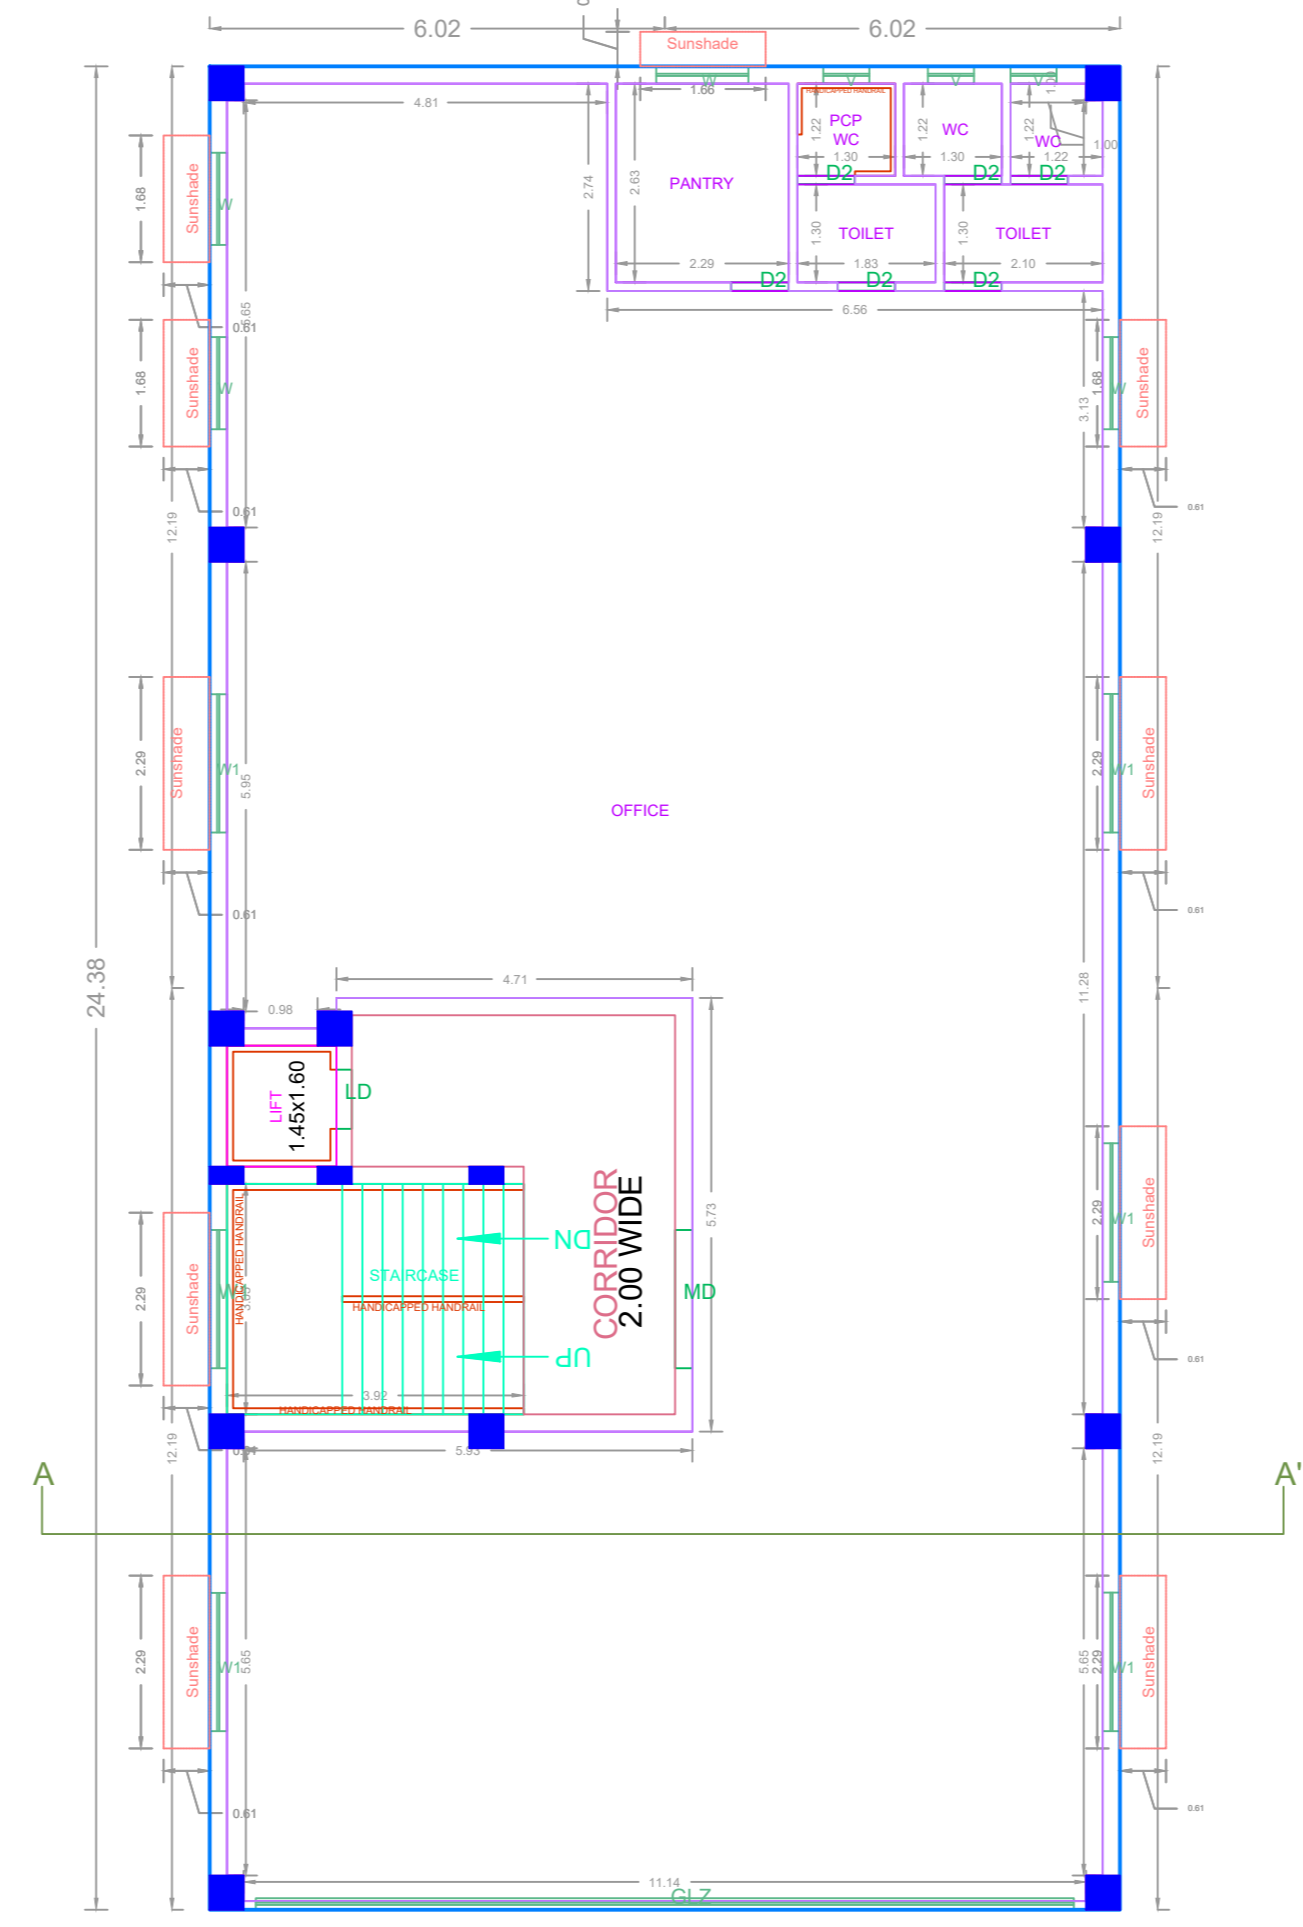 6.02
6.02
Sunshade
W
V
V
V
1.66
4.81
HANDICAPPED HANDRAIL
1.00
1.22
PCP
WC
1.22
WC
1.22
WC
1.00
1.30
1.30
1.22
D2
D2
D2
2.74
2.63
PANTRY
1.68
Sunshade
W
1.30
TOILET
1.30
TOILET
2.29
1.83
2.10
D2
D2
D2
6.56
0.61
1.68
Sunshade
W
1.68
3.13
W
Sunshade
0.61
0.61
12.19
12.19
2.29
Sunshade
W1
5.95
2.29
W1
Sunshade
OFFICE
0.61
0.61
24.38
4.71
0.98
11.28
LIFT
1.45x1.60
LD
2.29
W1
Sunshade
5.73
CORRIDOR
2.00 WIDE
HANDICAPPED HANDRAIL
DN
STAIRCASE
HANDICAPPED HANDRAIL
2.29
Sunshade
MD
UP
0.61
3.92
HANDICAPPED HANDRAIL
5.93
12.19
12.19
A
A'
2.29
Sunshade
W1
5.65
5.65
2.29
W1
Sunshade
0.61
0.61
11.14
GLZ